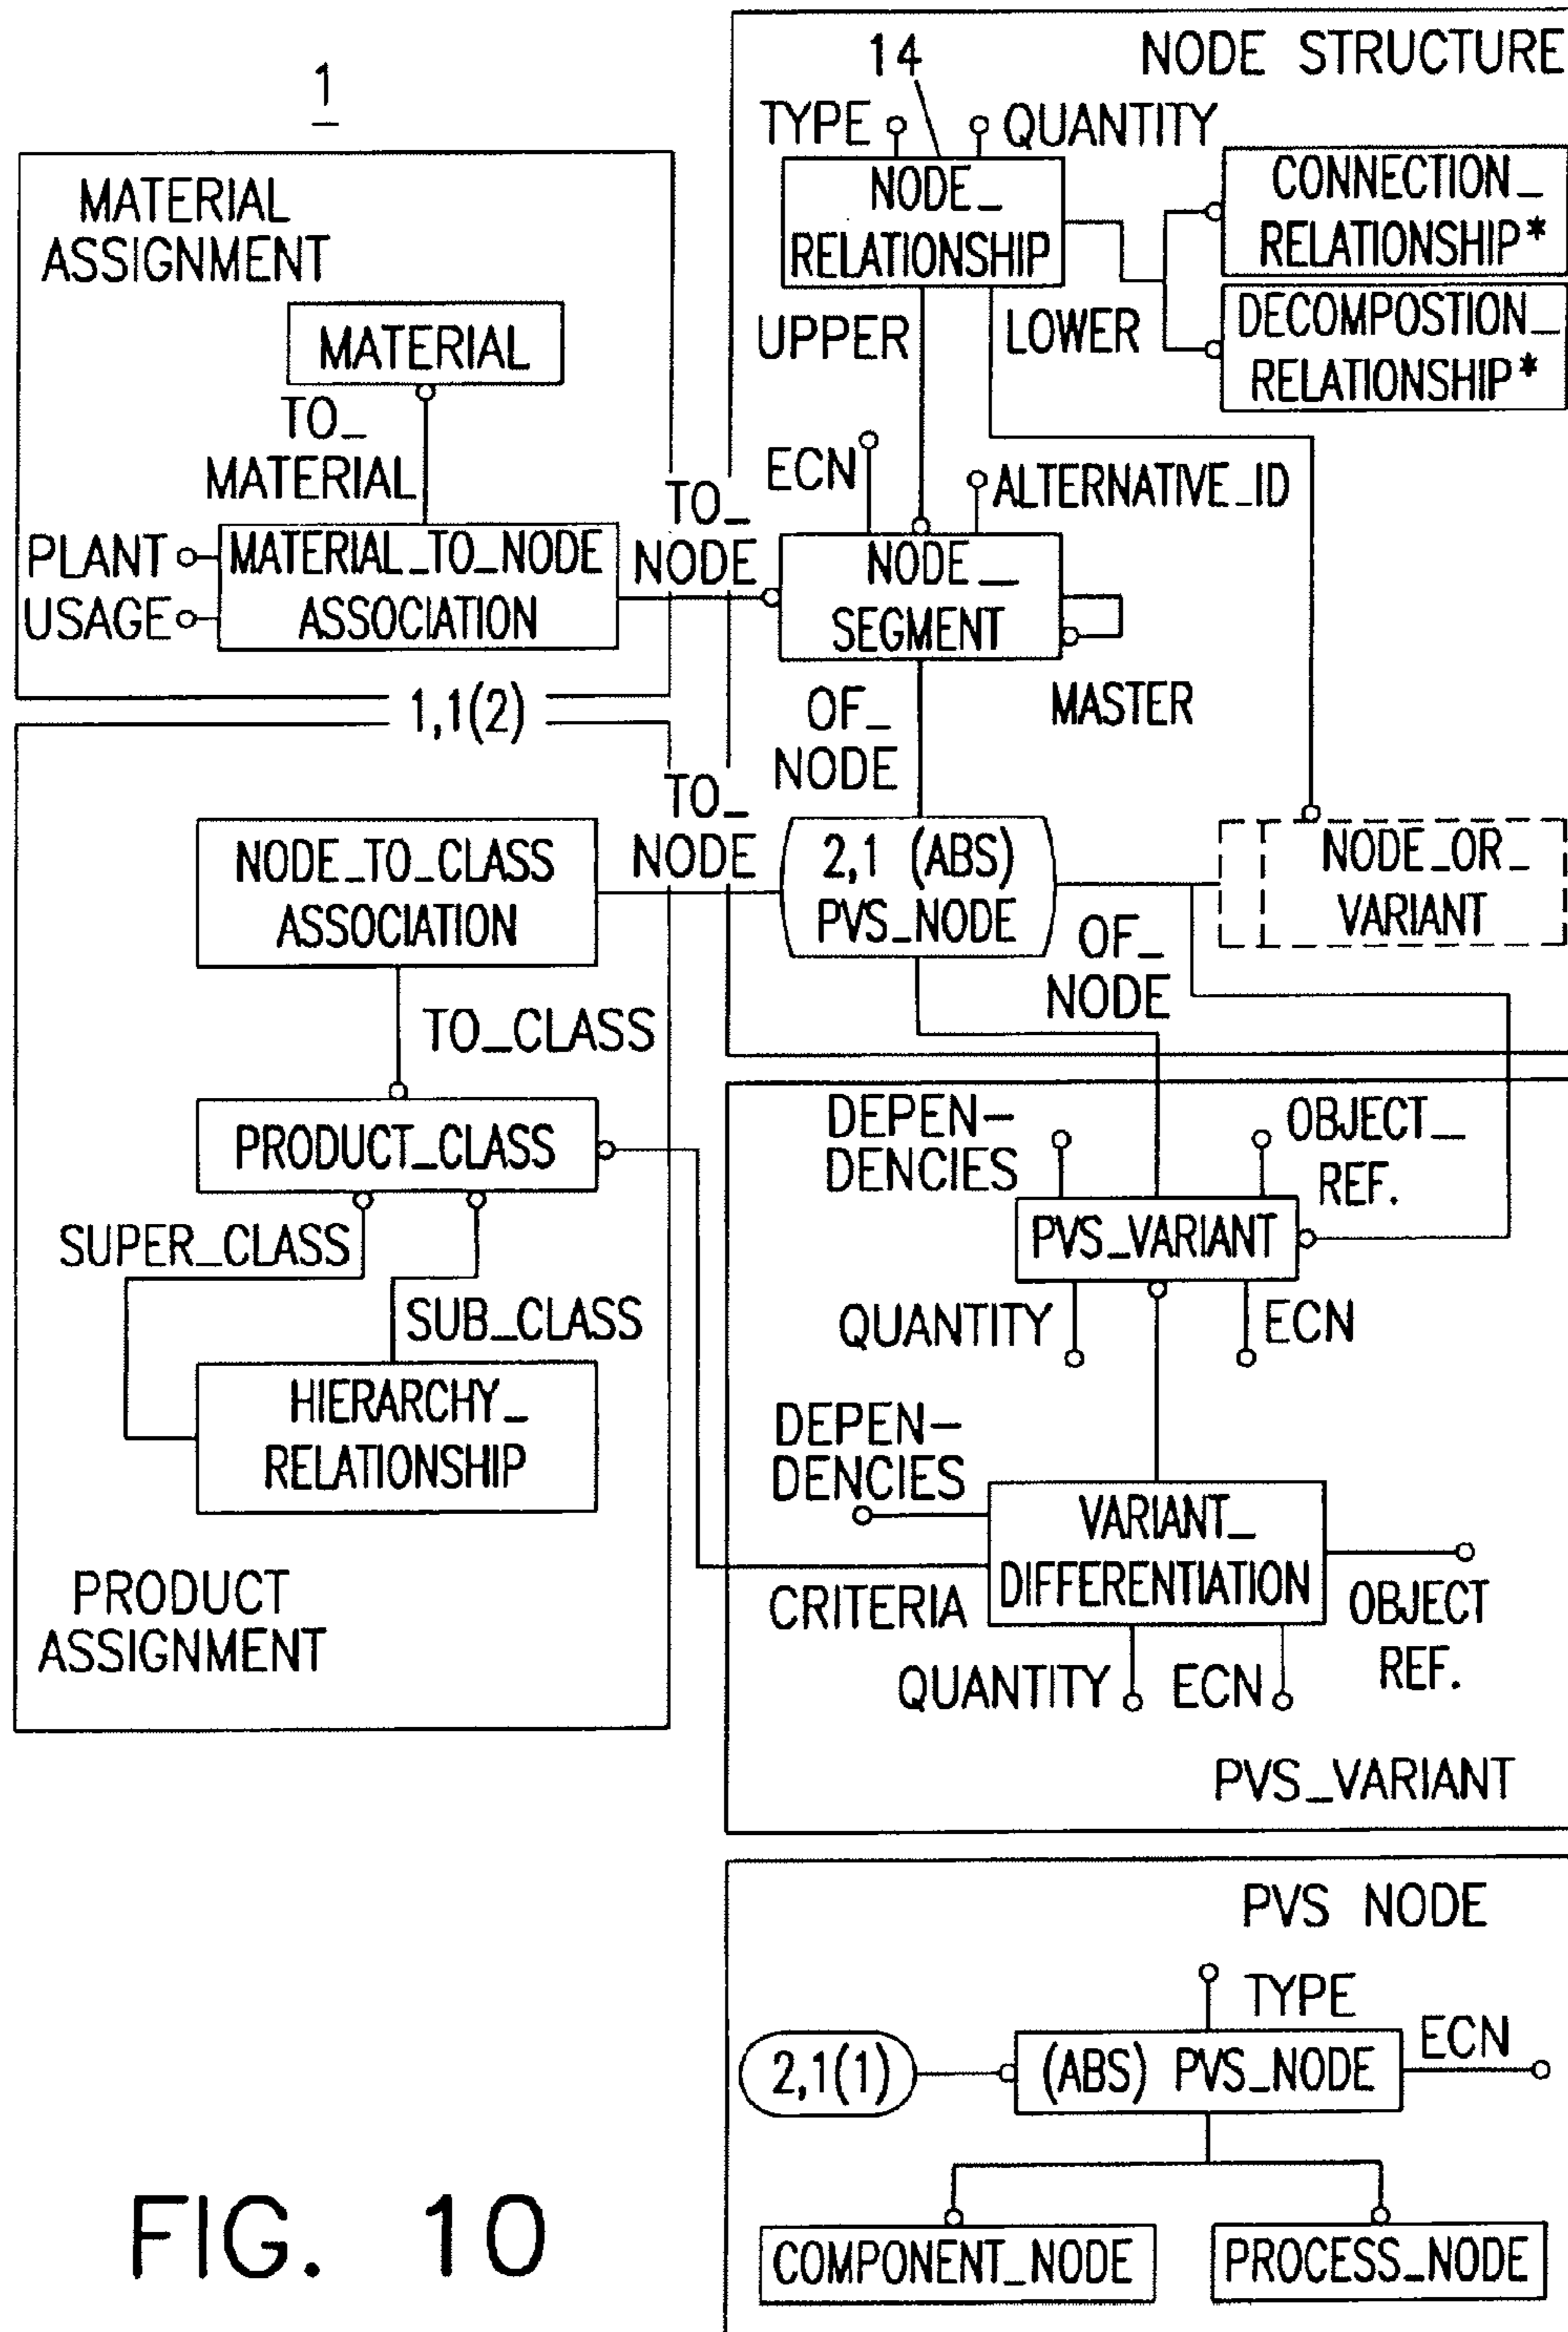 1
MATERIAL
ASSIGNMENT
MATERIAL
TO_
MATERIAL
PLANT
USAGE
MATERIAL_TO_NODE
ASSOCIATION
TO_
NODE
1,1(2)
NODE STRUCTURE
14
TYPE
QUANTITY
NODE_
RELATIONSHIP
CONNECTION_
RELATIONSHIP*
DECOMPOSTION_
RELATIONSHIP*
UPPER
LOWER
ECN
ALTERNATIVE_ID
NODE_
SEGMENT
MASTER
OF_
NODE
TO_
NODE
2,1 (ABS)
PVS_NODE
NODE_OR_
VARIANT
OF_
NODE
NODE_TO_CLASS
ASSOCIATION
TO_CLASS
PRODUCT_CLASS
SUPER_CLASS
SUB_CLASS
HIERARCHY_
RELATIONSHIP
PRODUCT
ASSIGNMENT
DEPEN-
DENCIES
OBJECT_
REF.
PVS_VARIANT
QUANTITY
ECN
DEPEN-
DENCIES
VARIANT_
DIFFERENTIATION
CRITERIA
OBJECT
REF.
QUANTITY
ECN
PVS_VARIANT
PVS NODE
TYPE
ECN
2,1(1)
(ABS) PVS_NODE
COMPONENT_NODE
PROCESS_NODE
FIG. 10